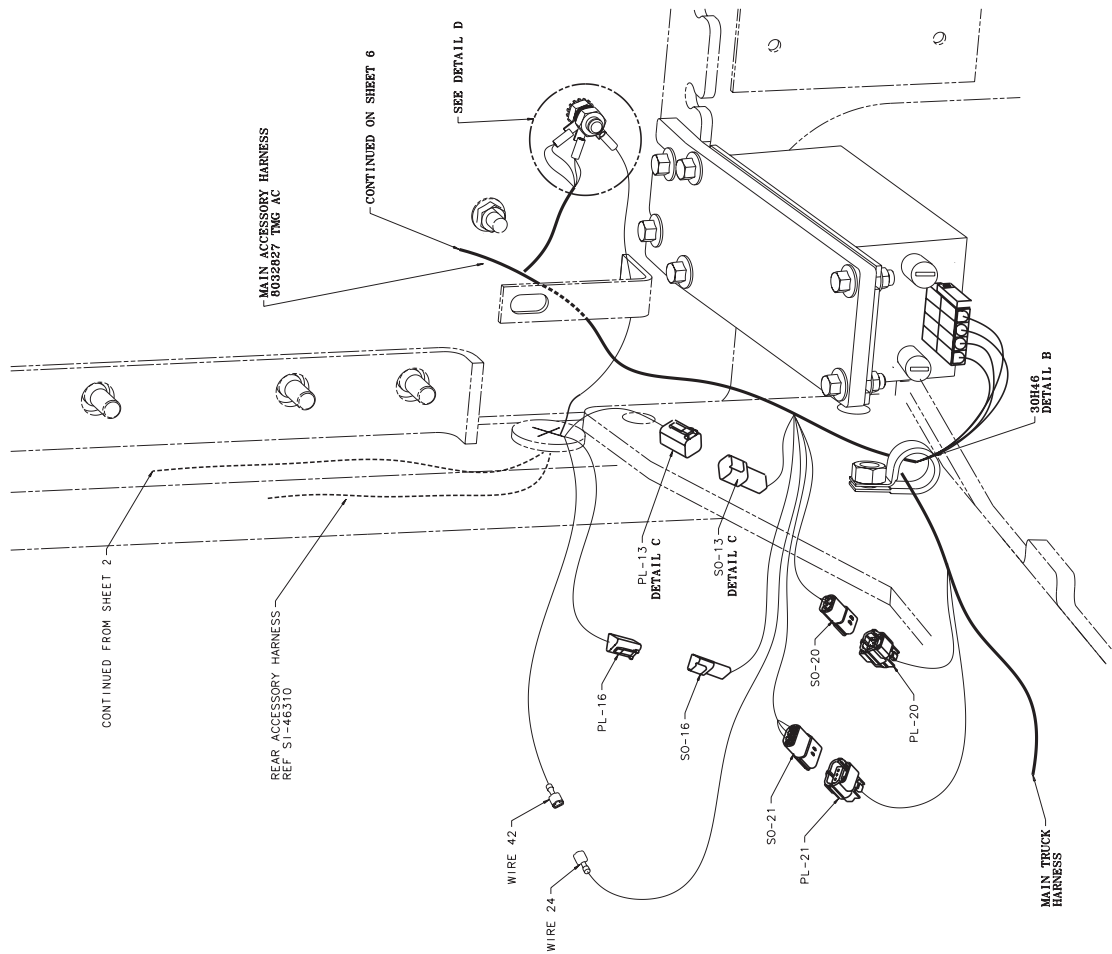 CONTINUED FROM SHEET 2
REAR ACCESSORY HARNESS
REF SI-46310
MAIN ACCESSORY HARNESS
8032827 TMG AC
CONTINUED ON SHEET 6
SEE DETAIL D
WIRE 42
WIRE 24
PL-16
SO-16
PL-13
DETAIL C
SO-13
DETAIL C
SO-21
PL-21
SO-20
PL-20
30H46
DETAIL B
MAIN TRUCK
HARNESS